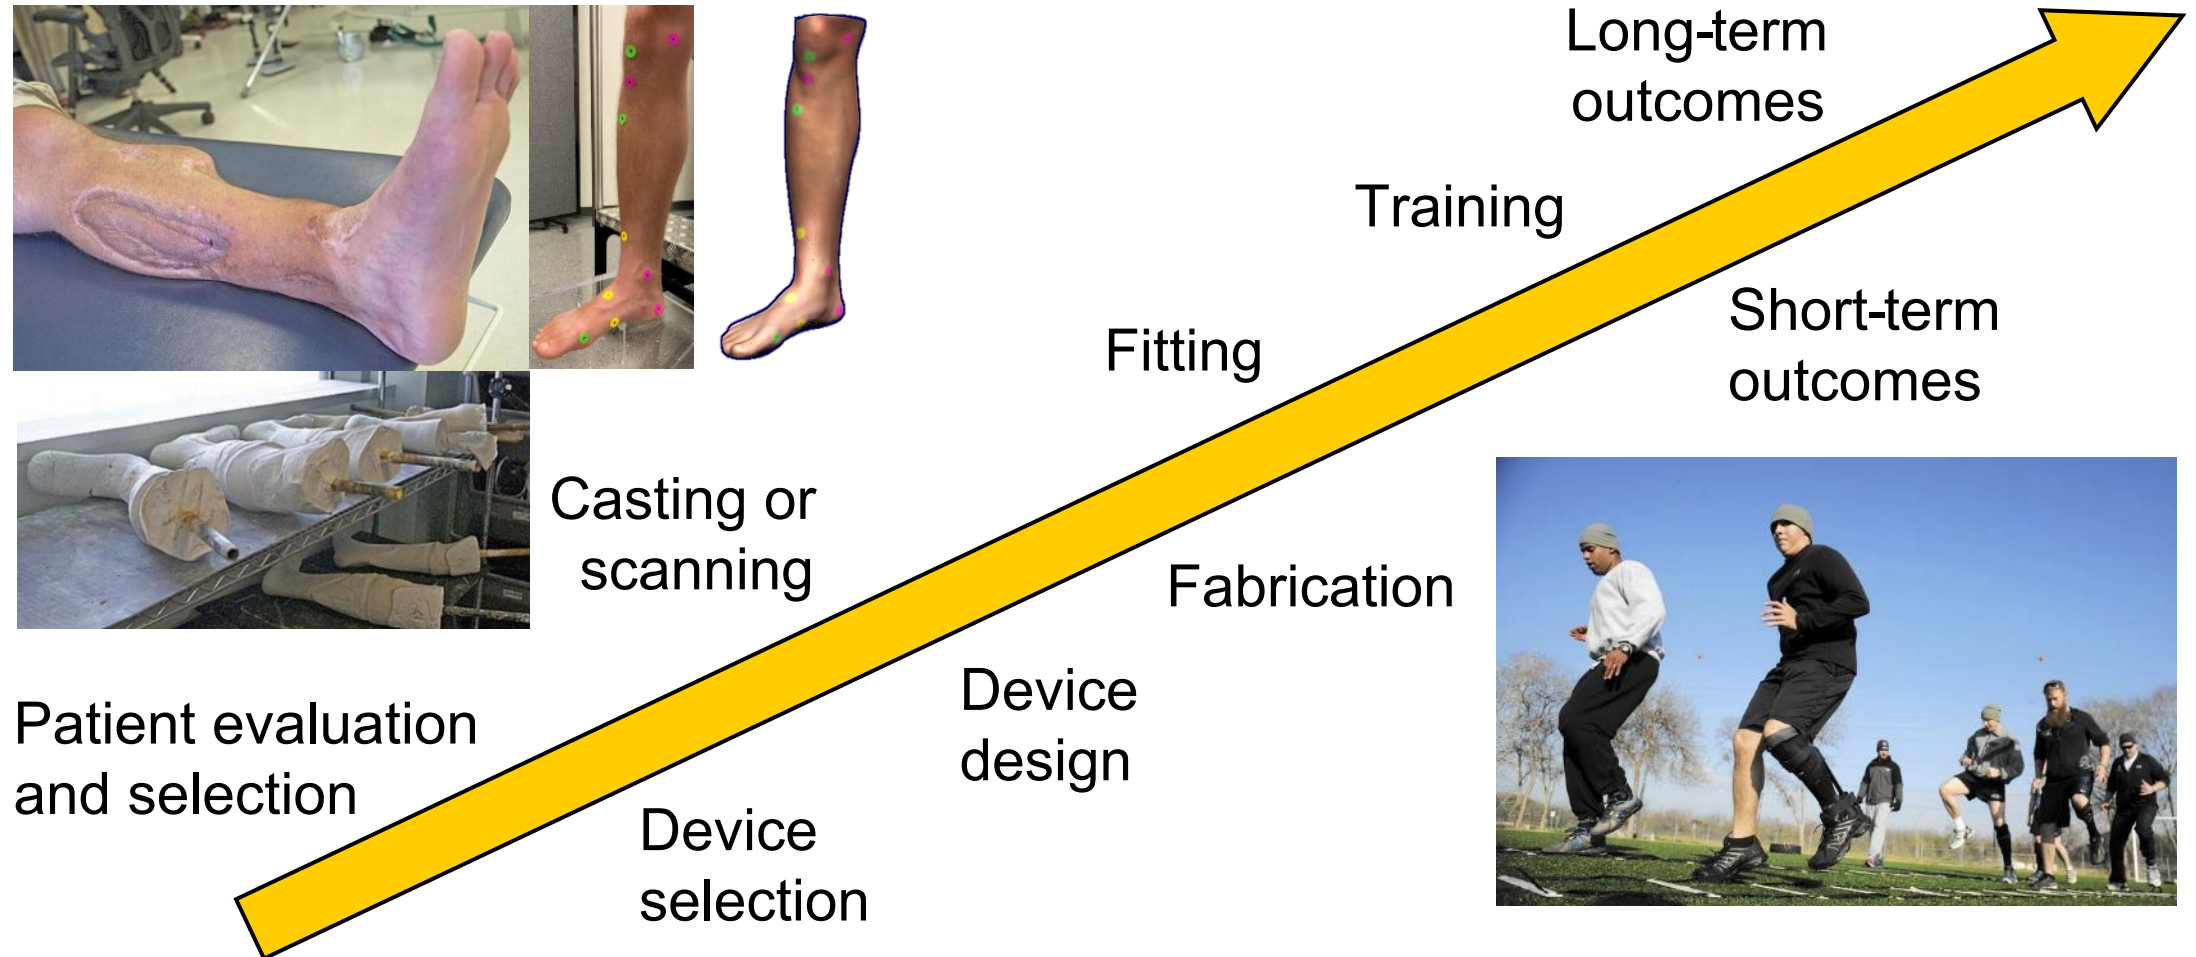 Long-term
outcomes
Training
Short-term
outcomes
Fitting
Casting or
scanning
Fabrication
Device
design
Patient evaluation
and selection
Device
selection